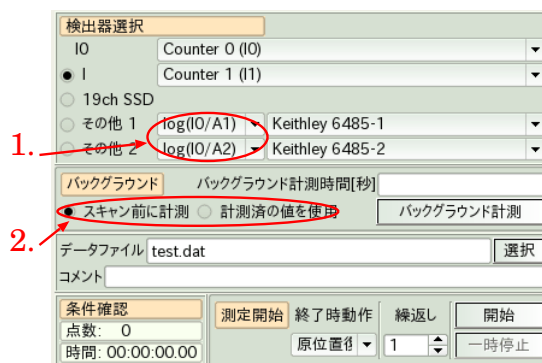 検出器選択
I0 Counter 0 (I0)
I Counter 1 (I1)
19ch SSD
その他 1 log(I0/A1) Keithley 6485-1
1.
その他 2 log(I0/A2) Keithley 6485-2
バックグラウンド バックグラウンド計測時間[秒]
スキャン前に計測 計測済の値を使用 バックグラウンド計測
2.
データファイル test.dat 選択
コメント
条件確認 測定開始 終了時動作 繰返し 開始
点数: 0
原位置復 1 一時停止
時間: 00:00:00.00